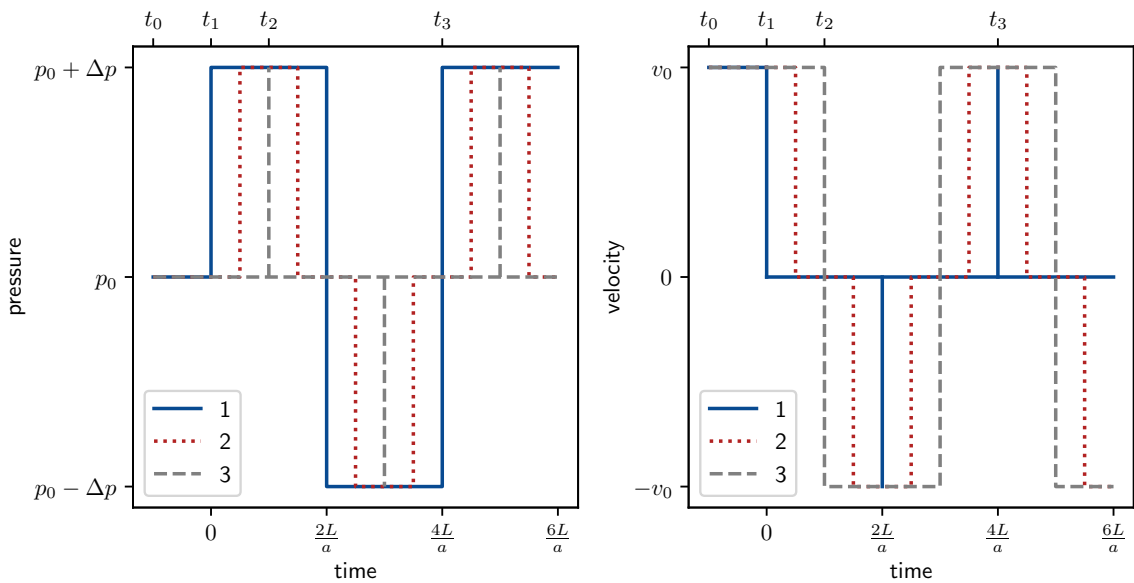 t₀ t₁ t₂ t₃
p₀ + Δp
p₀
p₀ − Δp
pressure
1
2
3
0 2L/a 4L/a 6L/a
time
t₀ t₁ t₂ t₃
v₀
0
−v₀
velocity
1
2
3
0 2L/a 4L/a 6L/a
time